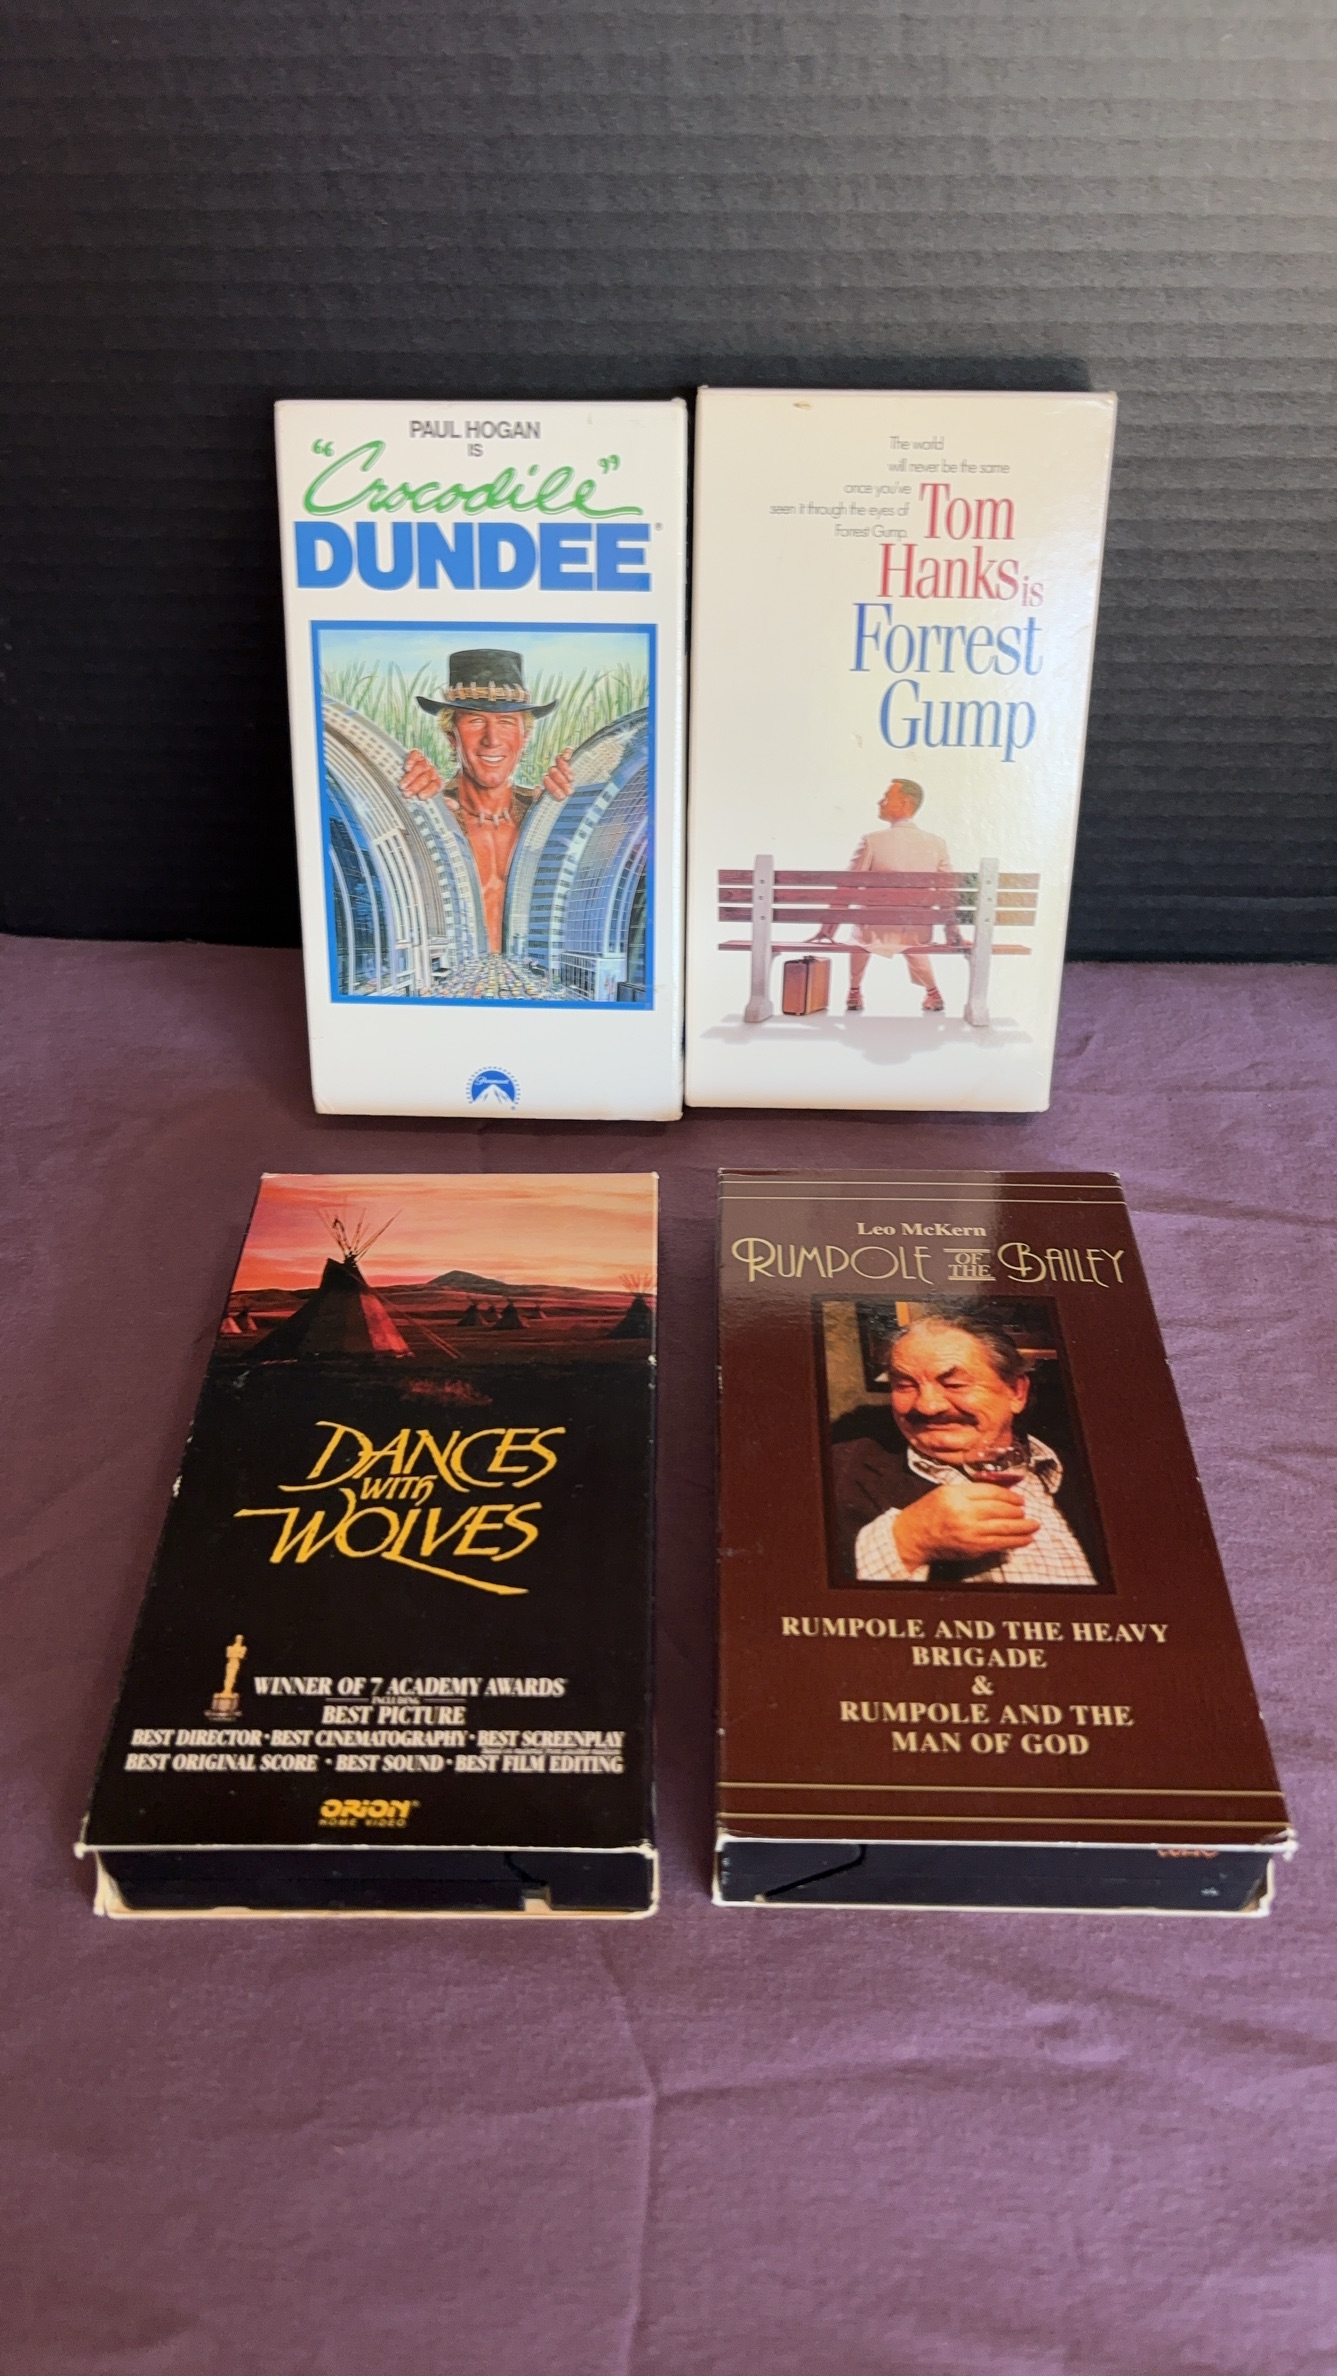 PAUL HOGAN
IS
"Crocodile"
DUNDEE®
Paramount
The world
will never be the same
once you've
seen it through the eyes of
Forrest Gump.
Tom
Hanks is
Forrest
Gump
DANCES
WITH
WOLVES
WINNER OF 7 ACADEMY AWARDS
INCLUDING
BEST PICTURE
BEST DIRECTOR • BEST CINEMATOGRAPHY • BEST SCREENPLAY
BEST ORIGINAL SCORE • BEST SOUND • BEST FILM EDITING
ORION®
HOME VIDEO
Leo McKern
RUMPOLE OF THE BAILEY
RUMPOLE AND THE HEAVY
BRIGADE
&
RUMPOLE AND THE
MAN OF GOD